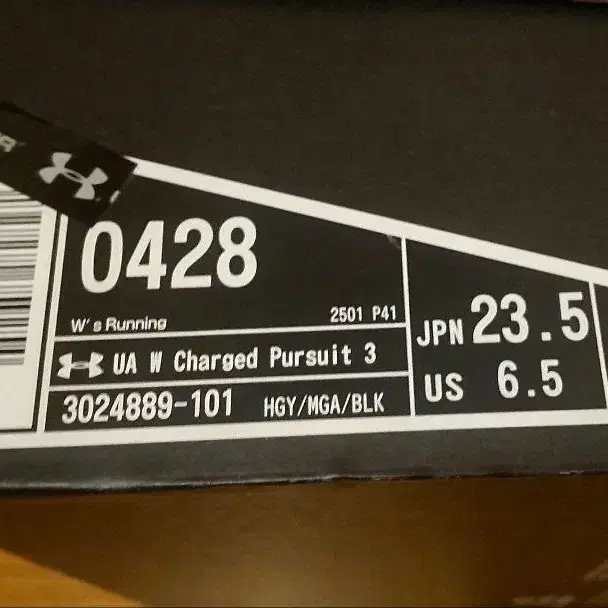 0428
W's Running
2501 P41
UA W Charged Pursuit 3
3024889-101 HGY/MGA/BLK
JPN 23.5
US 6.5